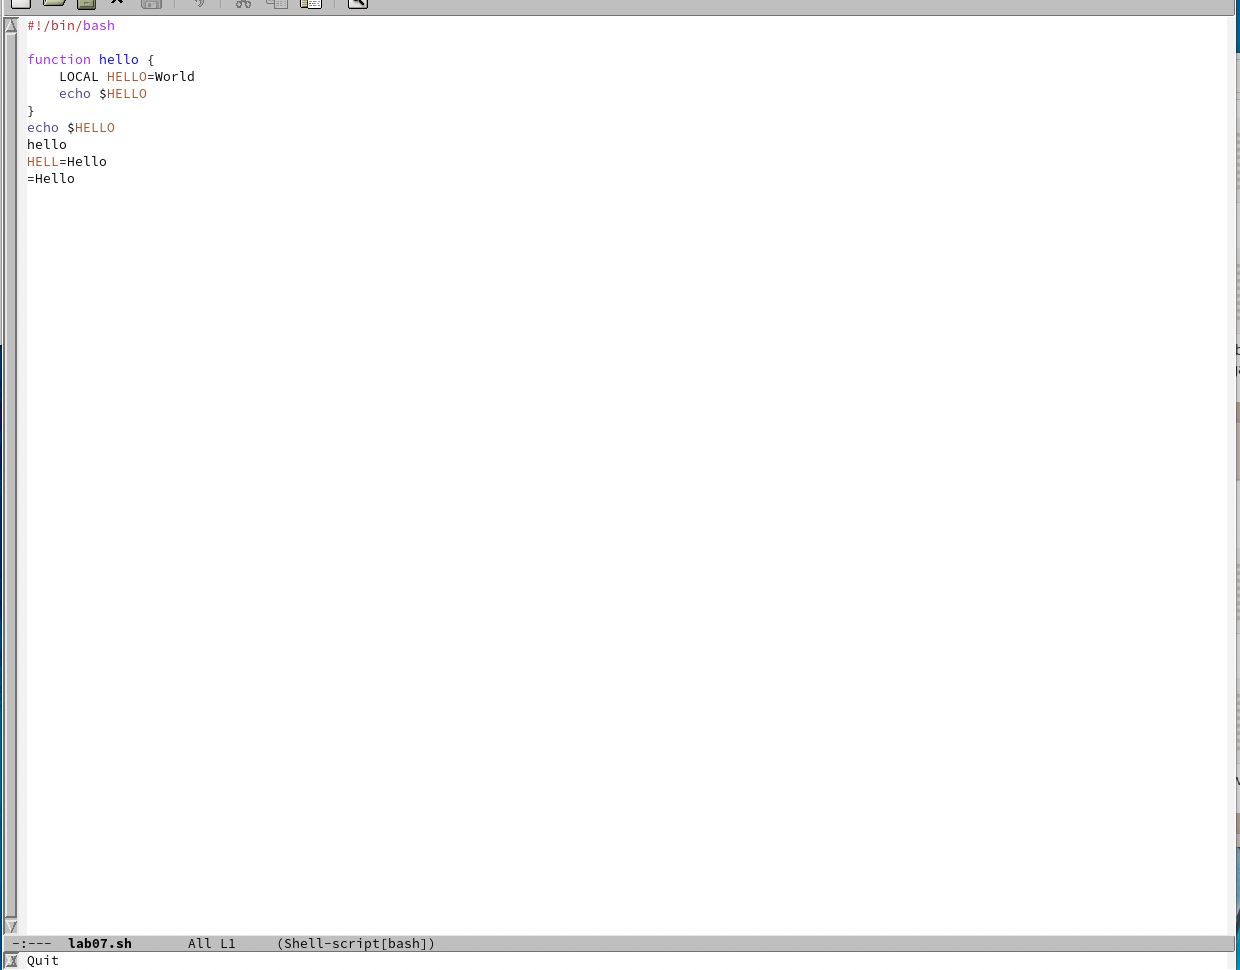 #!/bin/bash

function hello {
    LOCAL HELLO=World
    echo $HELLO
}
echo $HELLO
hello
HELL=Hello
=Hello
-:---  lab07.sh       All L1     (Shell-script[bash])
Quit